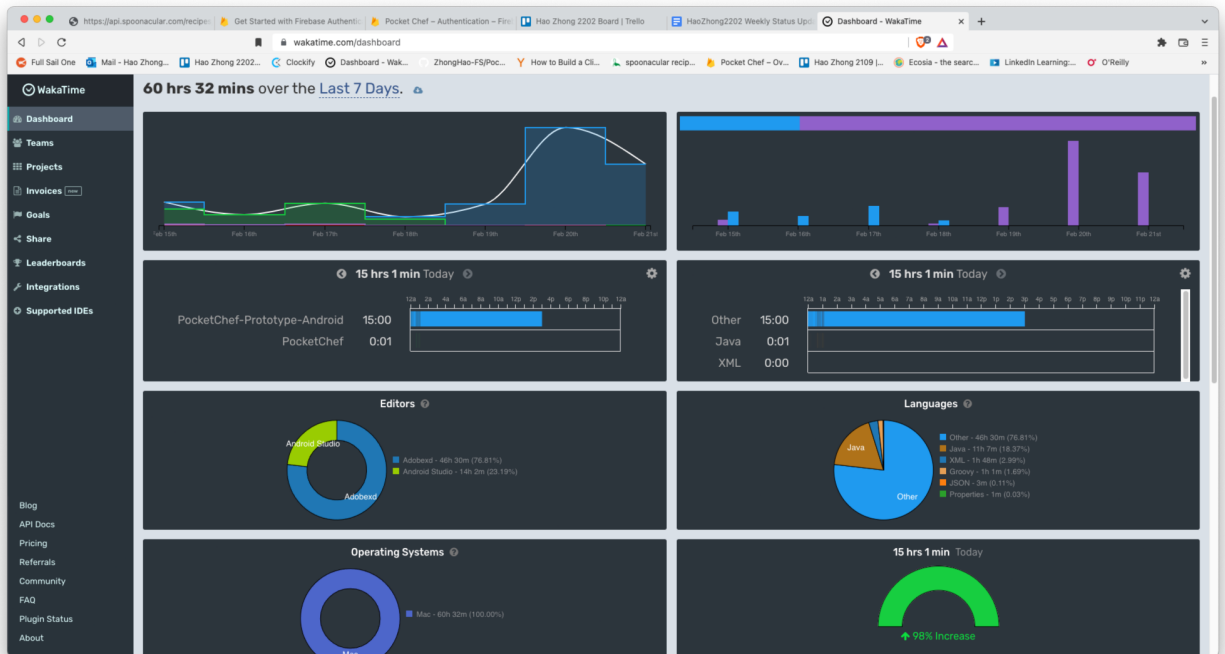 https://api.spoonacular.com/recipes
Get Started with Firebase Authentic
Pocket Chef – Authentication – Fire
Hao Zhong 2202 Board | Trello
HaoZhong2202 Weekly Status Upd
Dashboard - WakaTime
wakatime.com/dashboard
Full Sail One
Mail - Hao Zhong...
Hao Zhong 2202...
Clockify
Dashboard - Wak...
ZhongHao-FS/Poc...
How to Build a Cli...
spoonacular recip...
Pocket Chef – Ov...
Hao Zhong 2109 |...
Ecosia - the searc...
LinkedIn Learning:...
O'Reilly
»
WakaTime
Dashboard
Teams
Projects
Invoices new
Goals
Share
Leaderboards
Integrations
Supported IDEs
Blog
API Docs
Pricing
Referrals
Community
FAQ
Plugin Status
About
60 hrs 32 mins over the Last 7 Days.
Feb 15th Feb 16th Feb 17th Feb 18th Feb 19th Feb 20th Feb 21st
Feb 15th Feb 16th Feb 17th Feb 18th Feb 19th Feb 20th Feb 21st
15 hrs 1 min Today
12a 2a 4a 6a 8a 10a 12p 2p 4p 6p 8p 10p 12a
PocketChef-Prototype-Android 15:00
PocketChef 0:01
15 hrs 1 min Today
12a 1a 2a 3a 4a 5a 6a 7a 8a 9a 10a 11a 12p 1p 2p 3p 4p 5p 6p 7p 8p 9p 10p 11p 12a
Other 15:00
Java 0:01
XML 0:00
Editors
Android Studio
Adobexd
Adobexd - 46h 30m (76.81%)
Android Studio - 14h 2m (23.19%)
Languages
Java
Other
Other - 46h 30m (76.81%)
Java - 11h 7m (18.37%)
XML - 1h 48m (2.99%)
Groovy - 1h 1m (1.69%)
JSON - 3m (0.11%)
Properties - 1m (0.03%)
Operating Systems
Mac - 60h 32m (100.00%)
Mac
15 hrs 1 min Today
98% Increase